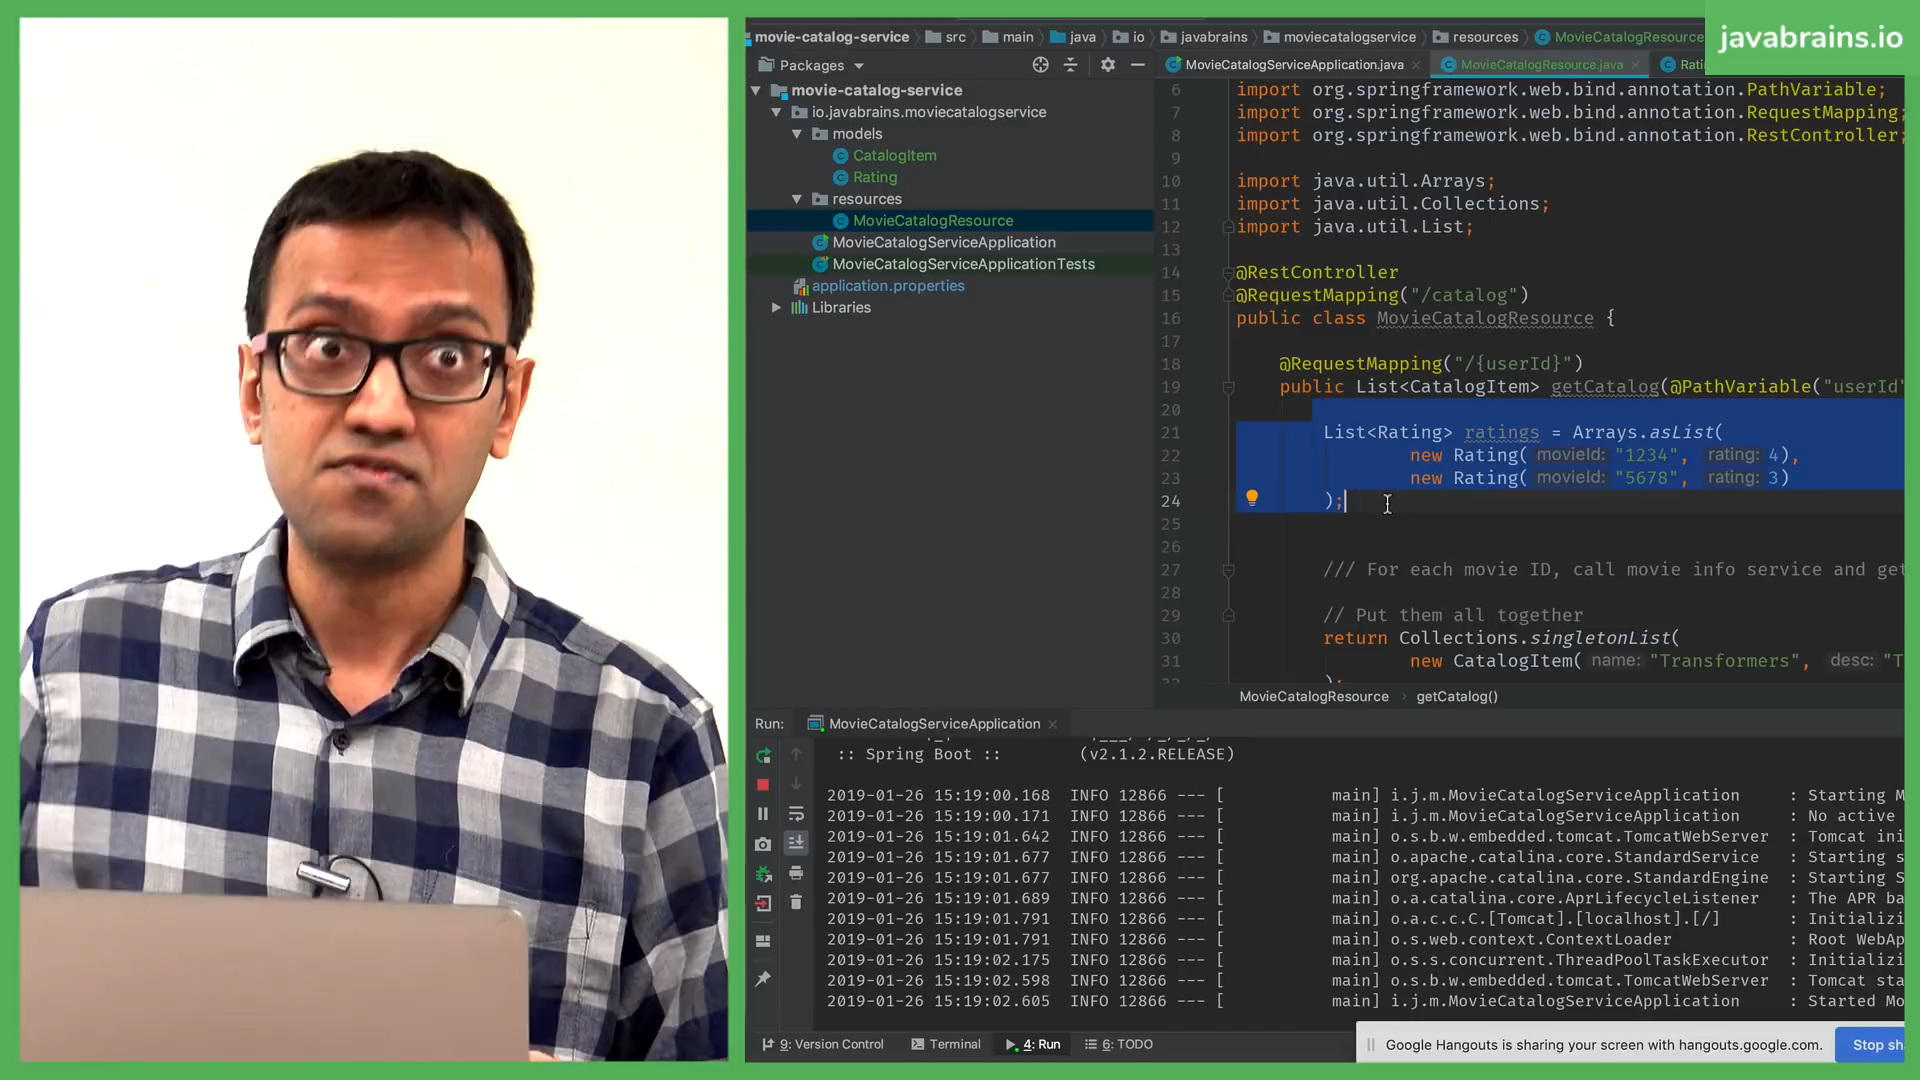 javabrains.io
movie-catalog-service src main java io javabrains moviecatalogservice resources MovieCatalogResource
Packages
MovieCatalogServiceApplication.java MovieCatalogResource.java
movie-catalog-service
io.javabrains.moviecatalogservice
models
CatalogItem
Rating
resources
MovieCatalogResource
MovieCatalogServiceApplication
MovieCatalogServiceApplicationTests
application.properties
Libraries
6 import org.springframework.web.bind.annotation.PathVariable;
7 import org.springframework.web.bind.annotation.RequestMapping;
8 import org.springframework.web.bind.annotation.RestController;
9
10 import java.util.Arrays;
11 import java.util.Collections;
12 import java.util.List;
13
14 @RestController
15 @RequestMapping("/catalog")
16 public class MovieCatalogResource {
17
18 @RequestMapping("/{userId}")
19 public List<CatalogItem> getCatalog(@PathVariable("userId"
20
21 List<Rating> ratings = Arrays.asList(
22 new Rating( movieId: "1234", rating: 4),
23 new Rating( movieId: "5678", rating: 3)
24 );
25
26
27 /// For each movie ID, call movie info service and get
28
29 // Put them all together
30 return Collections.singletonList(
31 new CatalogItem( name: "Transformers", desc: "T
MovieCatalogResource › getCatalog()
Run: MovieCatalogServiceApplication
:: Spring Boot :: (v2.1.2.RELEASE)
2019-01-26 15:19:00.168 INFO 12866 --- [ main] i.j.m.MovieCatalogServiceApplication : Starting M
2019-01-26 15:19:00.171 INFO 12866 --- [ main] i.j.m.MovieCatalogServiceApplication : No active
2019-01-26 15:19:01.642 INFO 12866 --- [ main] o.s.b.w.embedded.tomcat.TomcatWebServer : Tomcat ini
2019-01-26 15:19:01.677 INFO 12866 --- [ main] o.apache.catalina.core.StandardService : Starting s
2019-01-26 15:19:01.677 INFO 12866 --- [ main] org.apache.catalina.core.StandardEngine : Starting S
2019-01-26 15:19:01.689 INFO 12866 --- [ main] o.a.catalina.core.AprLifecycleListener : The APR ba
2019-01-26 15:19:01.791 INFO 12866 --- [ main] o.a.c.c.C.[Tomcat].[localhost].[/] : Initializi
2019-01-26 15:19:01.791 INFO 12866 --- [ main] o.s.web.context.ContextLoader : Root WebAp
2019-01-26 15:19:02.175 INFO 12866 --- [ main] o.s.s.concurrent.ThreadPoolTaskExecutor : Initializi
2019-01-26 15:19:02.598 INFO 12866 --- [ main] o.s.b.w.embedded.tomcat.TomcatWebServer : Tomcat sta
2019-01-26 15:19:02.605 INFO 12866 --- [ main] i.j.m.MovieCatalogServiceApplication : Started Mo
9: Version Control Terminal 4: Run 6: TODO
Google Hangouts is sharing your screen with hangouts.google.com. Stop sh